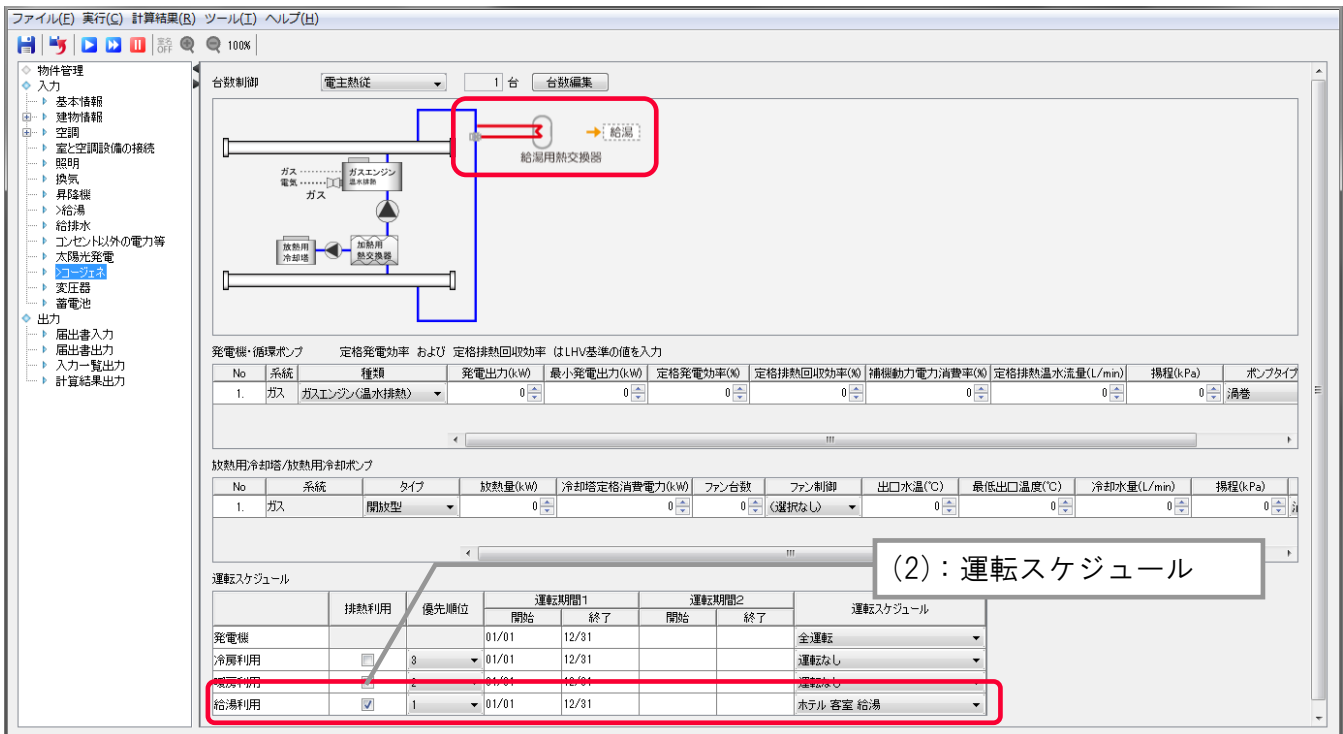 ファイル(F) 実行(C) 計算結果(R) ツール(T) ヘルプ(H)
戻る OFF 100%
物件管理
入力
基本情報
建物情報
空調
室と空調設備の接続
照明
換気
昇降機
>給湯
給排水
コンセント以外の電力等
太陽光発電
>コージェネ
変圧器
蓄電池
出力
届出書入力
届出書出力
入力一覧出力
計算結果出力
台数制御 電主熱従 1 台 台数編集
給湯
給湯用熱交換器
ガス ガスエンジン
電気 温水排熱
ガス
放熱用冷却塔 加熱用熱交換器
発電機・循環ポンプ 定格発電効率 および 定格排熱回収効率 はLHV基準の値を入力
No 系統 種類 発電出力(kW) 最小発電出力(kW) 定格発電効率(%) 定格排熱回収効率(%) 補機動力電力消費率(%) 定格排熱温水流量(L/min) 揚程(kPa) ポンプタイプ
1. ガス ガスエンジン(温水排熱) 0 0 0 0 0 0 0 渦巻
放熱用冷却塔/放熱用冷却ポンプ
No 系統 タイプ 放熱量(kW) 冷却塔定格消費電力(kW) ファン台数 ファン制御 出口水温(℃) 最低出口温度(℃) 冷却水量(L/min) 揚程(kPa)
1. ガス 開放型 0 0 0 (選択なし) 0 0 0 0
(2)：運転スケジュール
運転スケジュール
排熱利用 優先順位 運転期間1 運転期間2 運転スケジュール
開始 終了 開始 終了
発電機 01/01 12/31 全運転
冷房利用 3 01/01 12/31 運転なし
暖房利用 2 01/01 12/31 運転なし
給湯利用 1 01/01 12/31 ホテル 客室 給湯